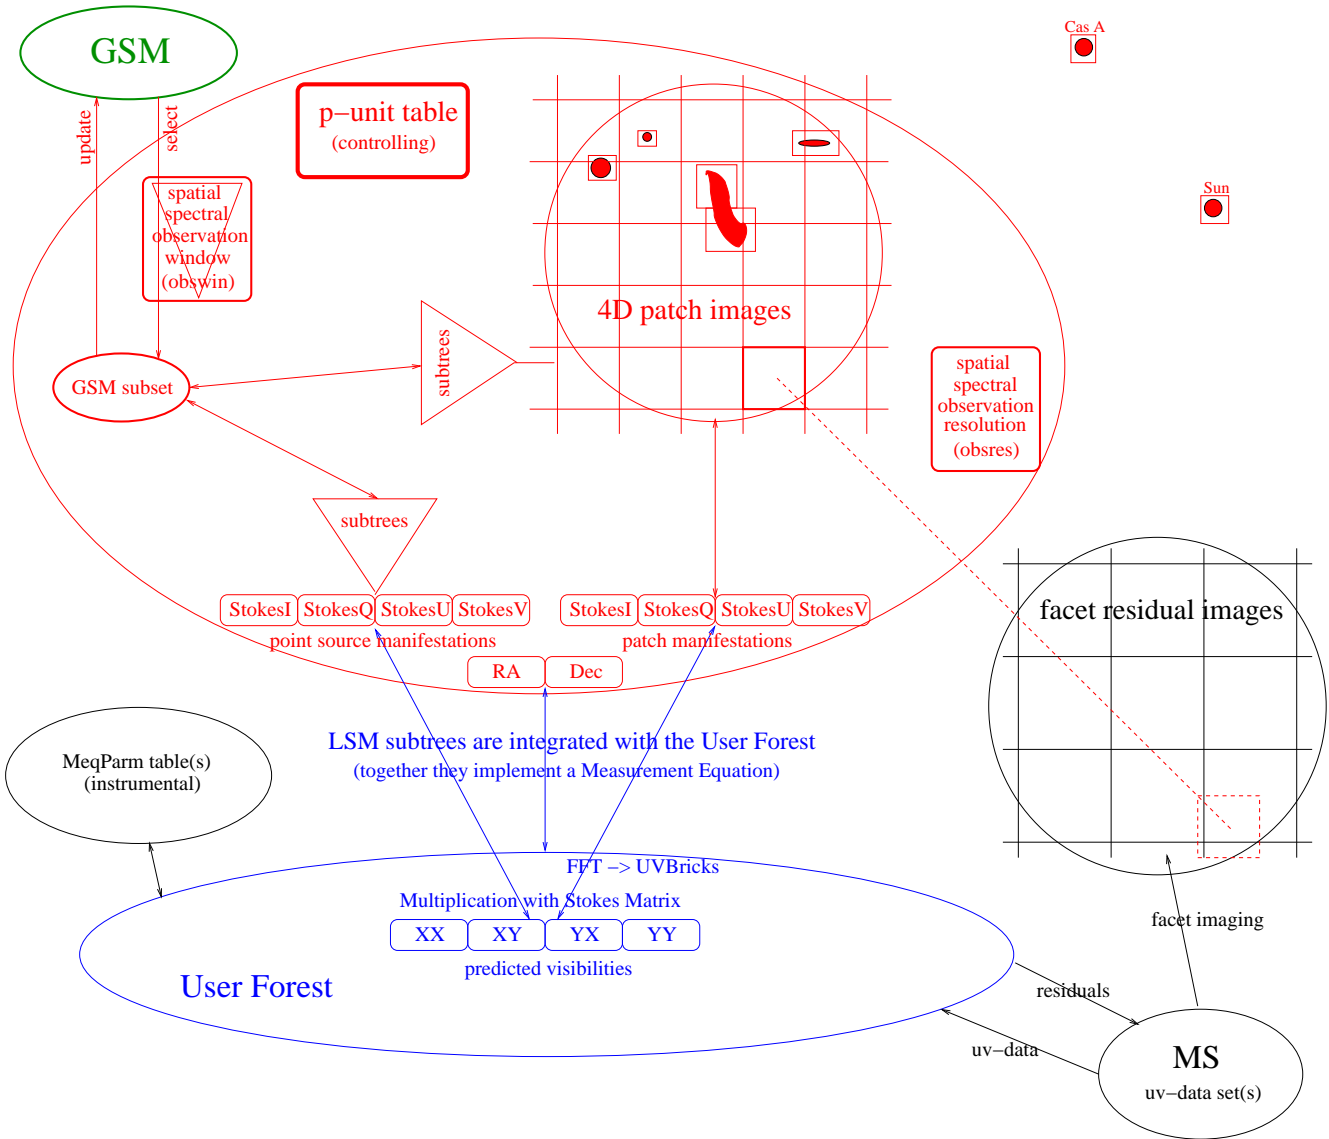 GSM
Cas A
p−unit table
(controlling)
update
select
spatial
spectral
observation
window
(obswin)
Sun
4D patch images
subtrees
GSM subset
spatial
spectral
observation
resolution
(obsres)
subtrees
StokesI StokesQ StokesU StokesV
point source manifestations
StokesI StokesQ StokesU StokesV
patch manifestations
RA Dec
facet residual images
LSM subtrees are integrated with the User Forest
(together they implement a Measurement Equation)
MeqParm table(s)
(instrumental)
FFT −> UVBricks
Multiplication with Stokes Matrix
XX XY YX YY
predicted visibilities
User Forest
facet imaging
residuals
uv−data
MS
uv−data set(s)